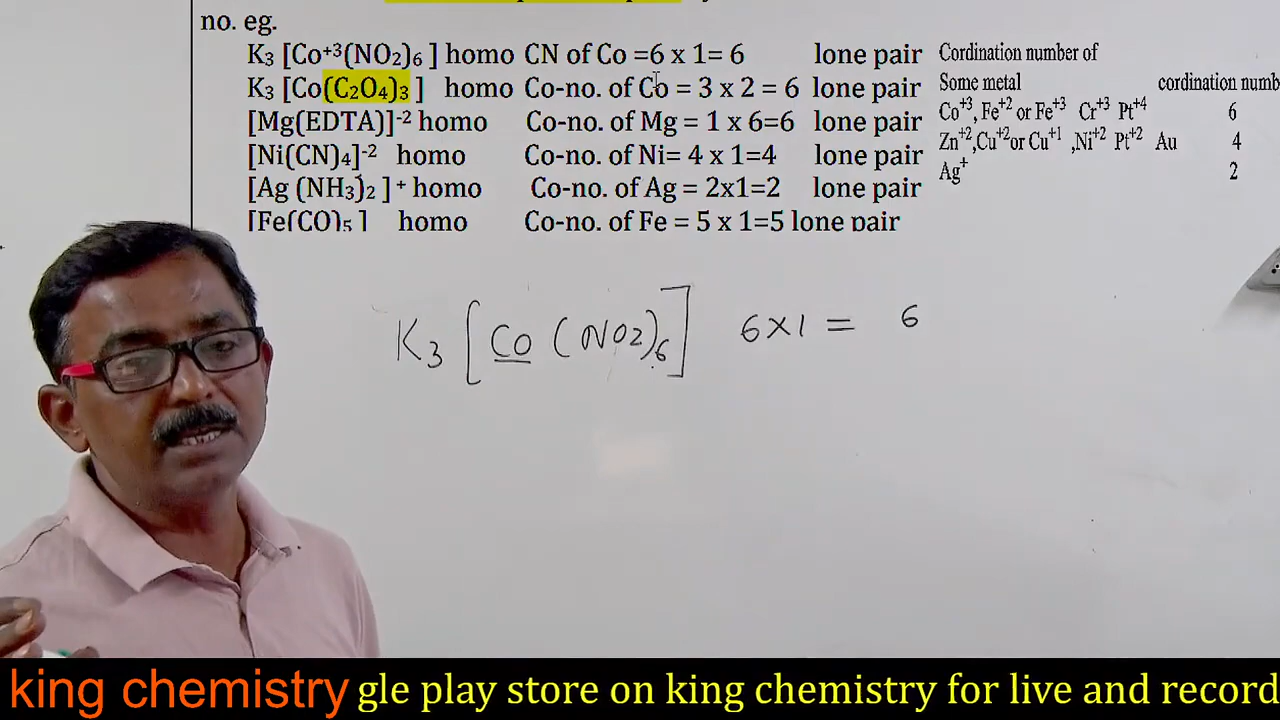 no. eg.
K₃ [Co⁺³(NO₂)₆ ] homo CN of Co =6 x 1= 6 lone pair
K₃ [Co(C₂O₄)₃ ] homo Co-no. of Co = 3 x 2 = 6 lone pair
[Mg(EDTA)]⁻² homo Co-no. of Mg = 1 x 6=6 lone pair
[Ni(CN)₄]⁻² homo Co-no. of Ni= 4 x 1=4 lone pair
[Ag (NH₃)₂ ] ⁺ homo Co-no. of Ag = 2x1=2 lone pair
[Fe(CO)₅ ] homo Co-no. of Fe = 5 x 1=5 lone pair
Cordination number of
Some metal cordination numb
Co⁺³, Fe⁺² or Fe⁺³ Cr⁺³ Pt⁺⁴ 6
Zn⁺²,Cu⁺²or Cu⁺¹ ,Ni⁺² Pt⁺² Au 4
Ag⁺ 2
K₃ [Co (NO₂)₆] 6×1 = 6
king chemistry gle play store on king chemistry for live and record